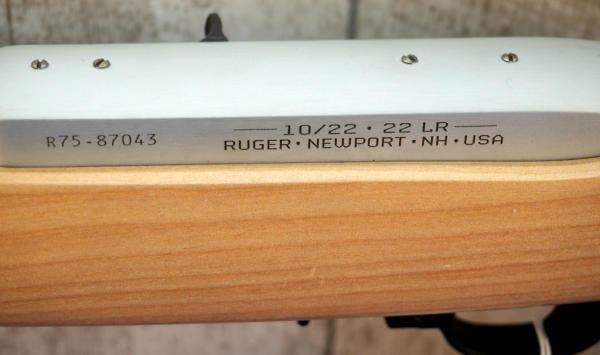 R75-87043
10/22 • 22 LR
RUGER•NEWPORT•NH•USA